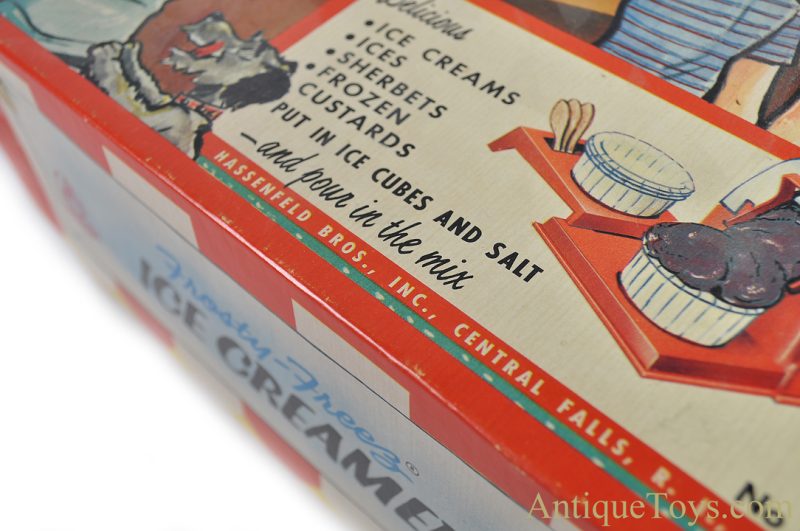 Delicious
• ICE CREAMS
• ICES
• SHERBETS
• FROZEN
CUSTARDS
PUT IN ICE CUBES AND SALT
—and pour in the mix
HASSENFELD BROS., INC., CENTRAL FALLS, R.
Frosty-Freez®
ICE CREAME
AntiqueToys.com